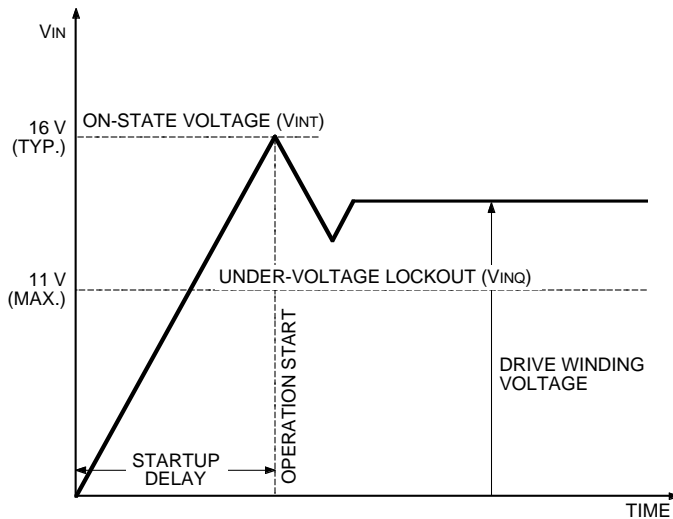 VIN
16 V
(TYP.)
ON-STATE VOLTAGE (VINT)
11 V
(MAX.)
UNDER-VOLTAGE LOCKOUT (VINQ)
OPERATION START
DRIVE WINDING
VOLTAGE
STARTUP
DELAY
TIME